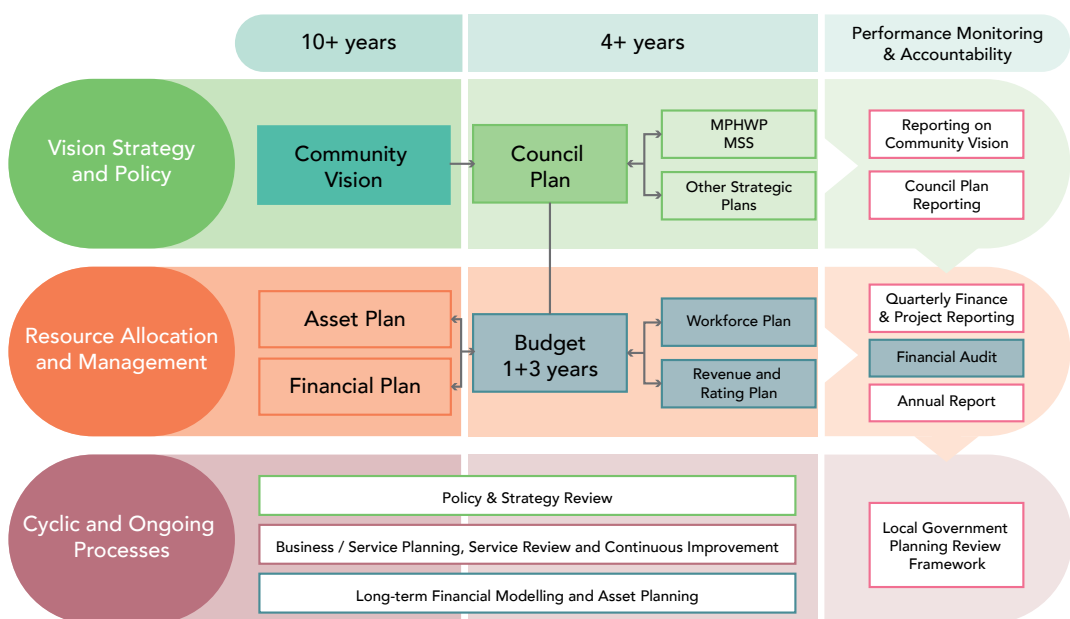 10+ years
4+ years
Performance Monitoring
& Accountability
Vision Strategy
and Policy
Community
Vision
Council
Plan
MPHWP
MSS
Other Strategic
Plans
Reporting on
Community Vision
Council Plan
Reporting
Resource Allocation
and Management
Asset Plan
Financial Plan
Budget
1+3 years
Workforce Plan
Revenue and
Rating Plan
Quarterly Finance
& Project Reporting
Financial Audit
Annual Report
Cyclic and Ongoing
Processes
Policy & Strategy Review
Business / Service Planning, Service Review and Continuous Improvement
Long-term Financial Modelling and Asset Planning
Local Government
Planning Review
Framework